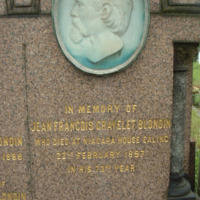 IN MEMORY OF
JEAN FRANCOIS GRAVELET BLONDIN
WHO DIED AT NIAGARA HOUSE EALING
22ND FEBRUARY 1897
IN HIS 73RD YEAR